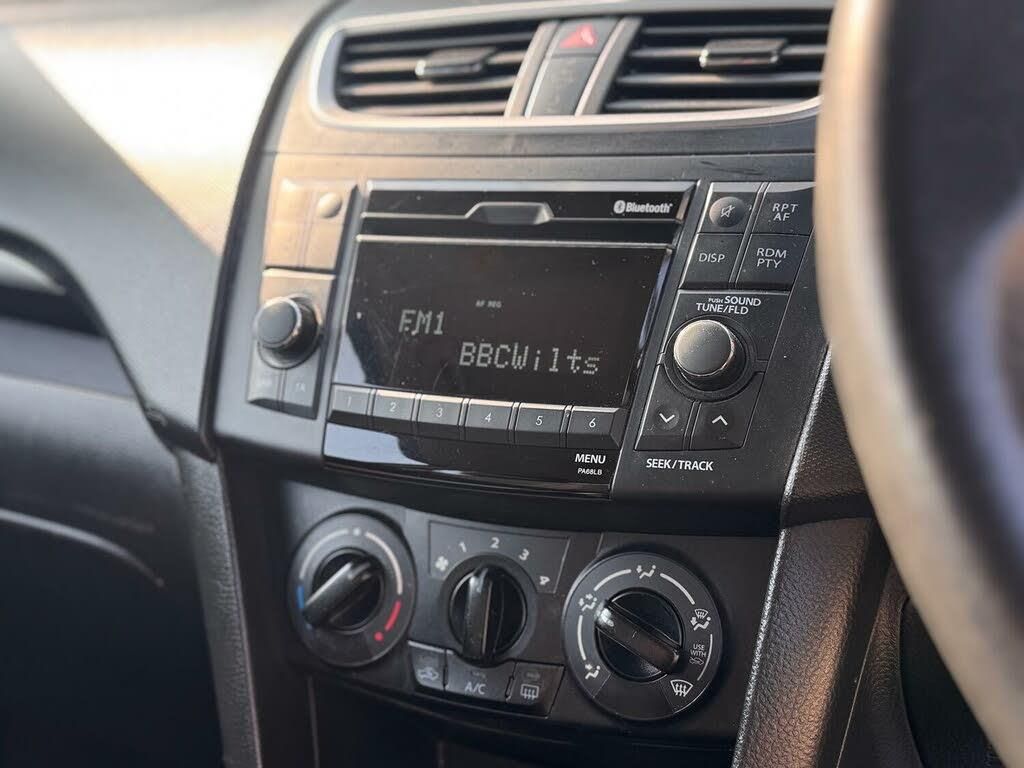 Bluetooth
RPT
AF
DISP
RDM
PTY
PUSH SOUND
TUNE/FLD
AF REG
FM1
BBCWilts
1 2 3 4 5 6
MENU
PA68LB
SEEK/TRACK
1 2 3 4
A/C
USE
WITH